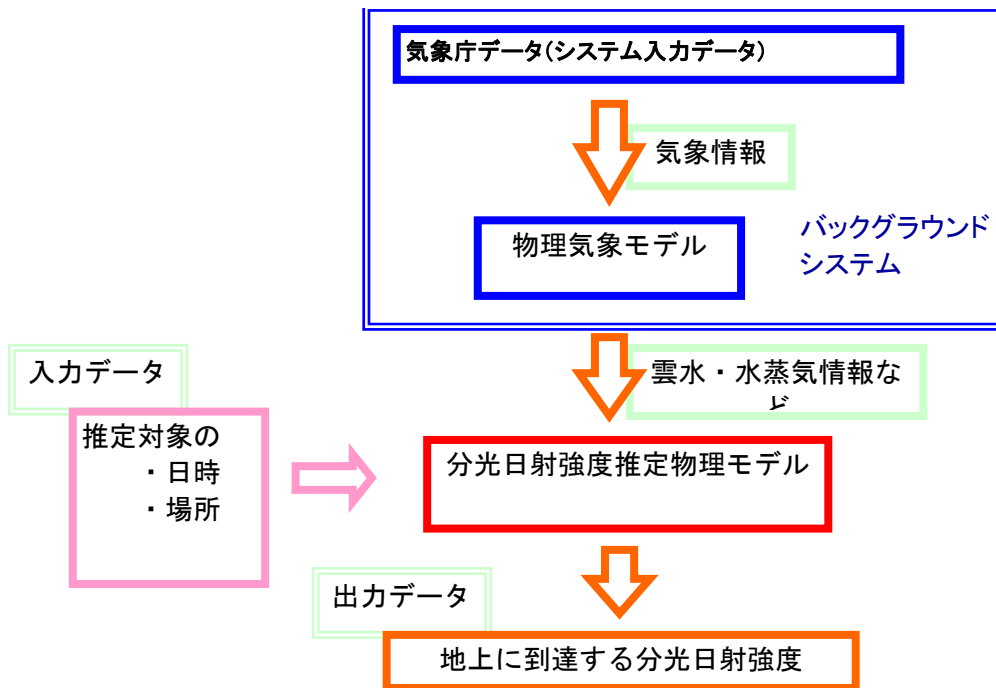 気象庁データ(システム入力データ)
気象情報
物理気象モデル
バックグラウンド
システム
雲水・水蒸気情報な
ど
入力データ
推定対象の
・日時
・場所
分光日射強度推定物理モデル
出力データ
地上に到達する分光日射強度